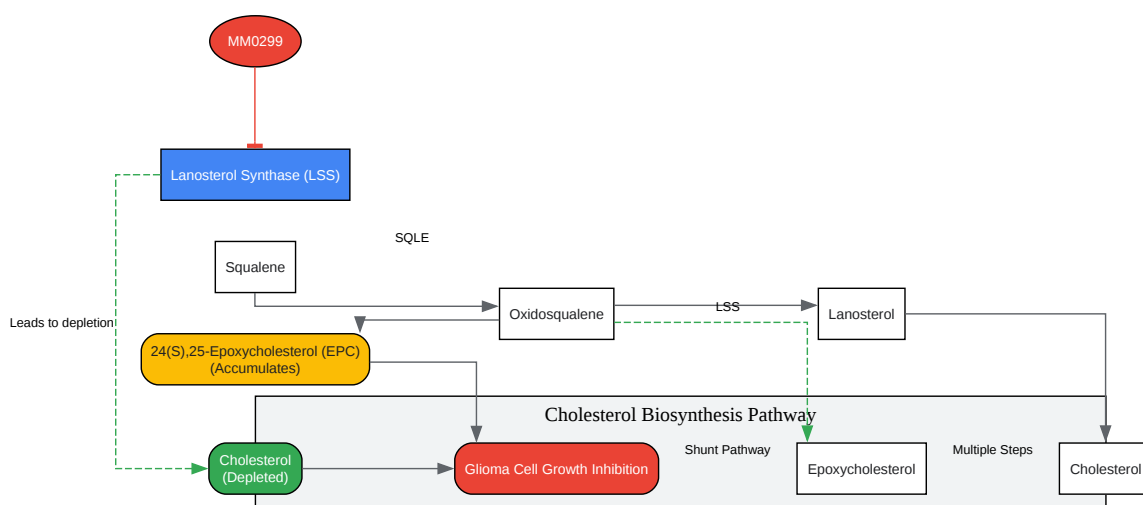 MM0299
Lanosterol Synthase (LSS)
SQLE
Squalene
Oxidosqualene
LSS
Lanosterol
Leads to depletion
24(S),25-Epoxycholesterol (EPC)
(Accumulates)
Cholesterol Biosynthesis Pathway
Cholesterol
(Depleted)
Glioma Cell Growth Inhibition
Shunt Pathway
Epoxycholesterol
Multiple Steps
Cholesterol